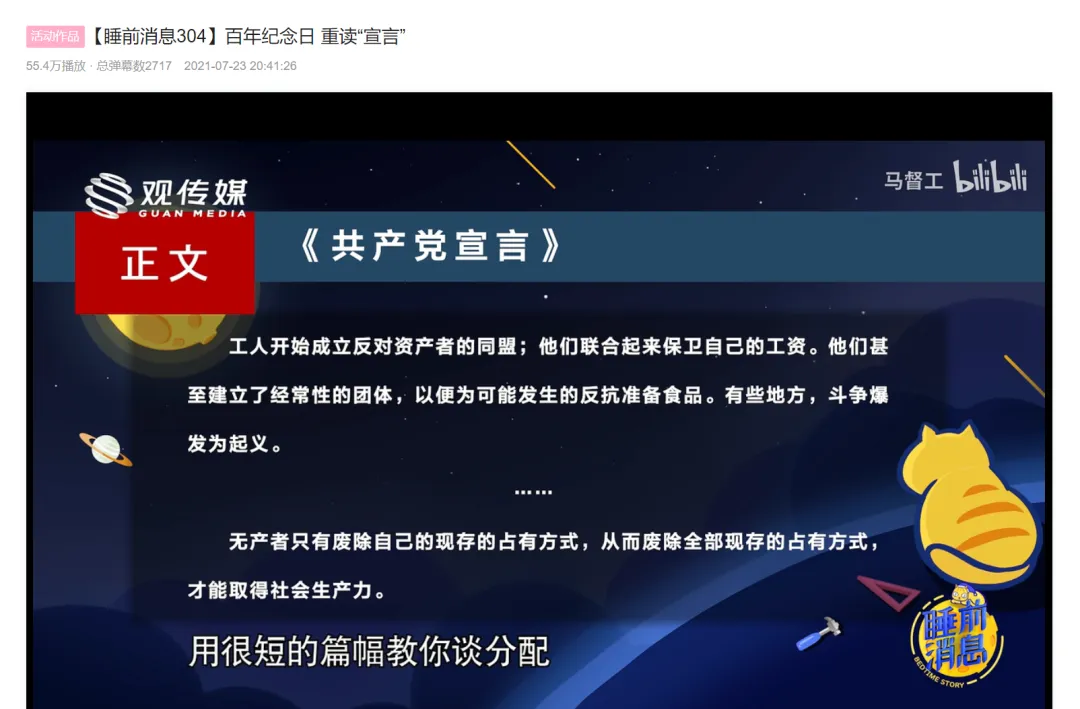 活动作品 【睡前消息304】百年纪念日 重读“宣言”
55.4万播放 · 总弹幕数2717 2021-07-23 20:41:26
观传媒
GUAN MEDIA
马督工 bilibili
正文
《共产党宣言》
工人开始成立反对资产者的同盟；他们联合起来保卫自己的工资。他们甚
至建立了经常性的团体，以便为可能发生的反抗准备食品。有些地方，斗争爆
发为起义。
……
无产者只有废除自己的现存的占有方式，从而废除全部现存的占有方式，
才能取得社会生产力。
用很短的篇幅教你谈分配
睡前
消息
BEDTIME STORY